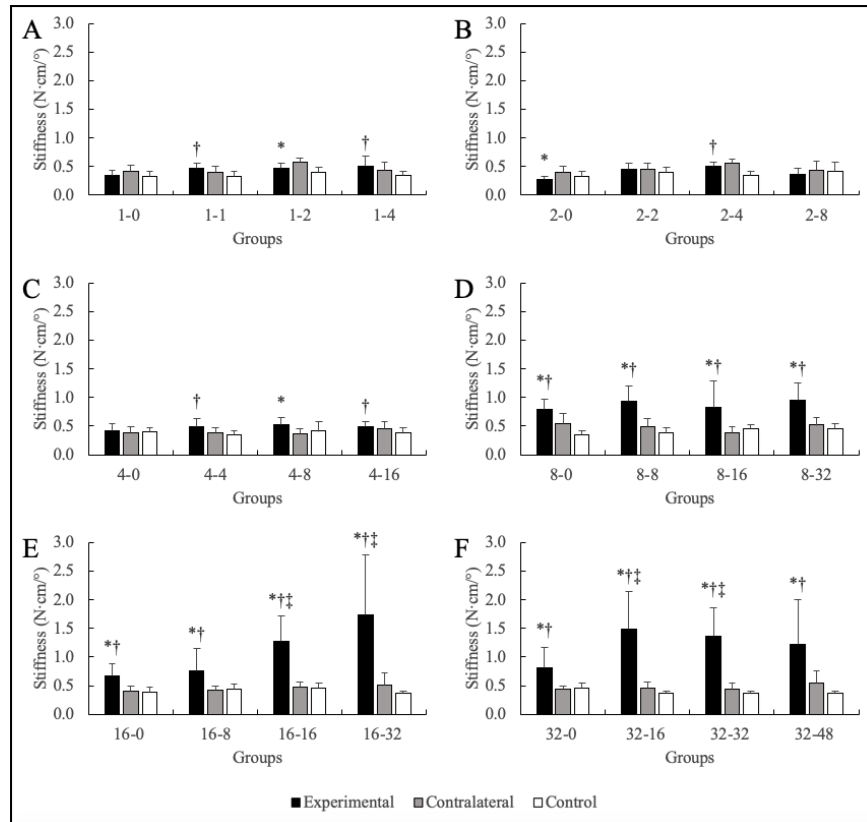 A
B
Stiffness (N·cm/°)
3.0
2.5
2.0
1.5
1.0
0.5
0.0
†
*
†
1-0 1-1 1-2 1-4
Groups
Stiffness (N·cm/°)
3.0
2.5
2.0
1.5
1.0
0.5
0.0
*
†
2-0 2-2 2-4 2-8
Groups
C
D
Stiffness (N·cm/°)
3.0
2.5
2.0
1.5
1.0
0.5
0.0
†
*
†
4-0 4-4 4-8 4-16
Groups
Stiffness (N·cm/°)
3.0
2.5
2.0
1.5
1.0
0.5
0.0
*†
*†
*†
*†
8-0 8-8 8-16 8-32
Groups
E
F
Stiffness (N·cm/°)
3.0
2.5
2.0
1.5
1.0
0.5
0.0
*†
*†
*†‡
*†‡
16-0 16-8 16-16 16-32
Groups
Stiffness (N·cm/°)
3.0
2.5
2.0
1.5
1.0
0.5
0.0
*†
*†‡
*†‡
*†
32-0 32-16 32-32 32-48
Groups
Experimental Contralateral Control